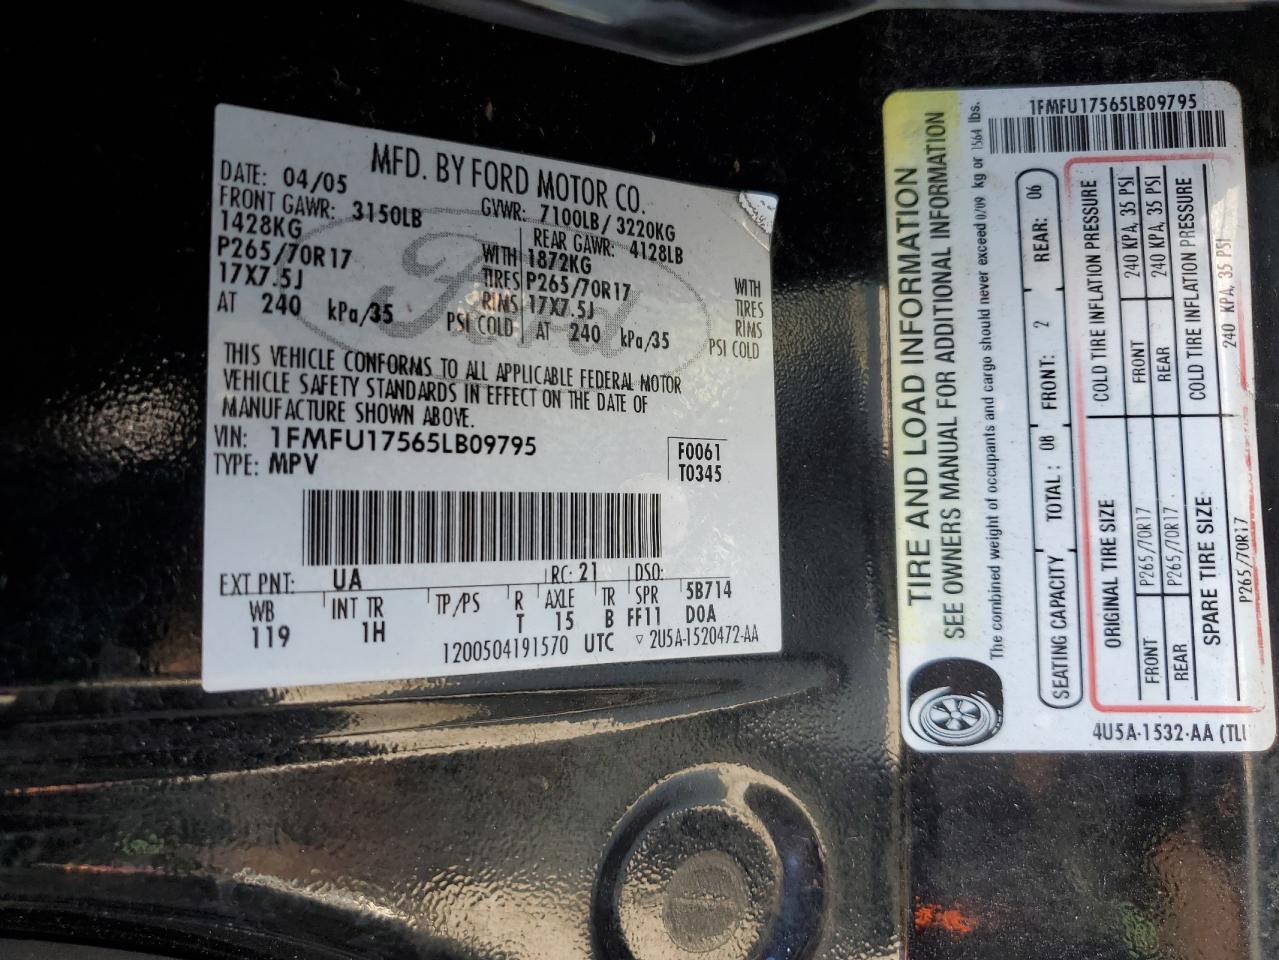 MFD. BY FORD MOTOR CO.
DATE: 04/05 GVWR: 7100LB/ 3220KG
FRONT GAWR: 3150LB REAR GAWR: 4128LB
1428KG WITH 1872KG WITH
P265/70R17 TIRES P265/70R17 TIRES
17X7.5J RIMS 17X7.5J RIMS
AT 240 kPa/35 PSI COLD AT 240 kPa/35 PSI COLD
Ford
THIS VEHICLE CONFORMS TO ALL APPLICABLE FEDERAL MOTOR
VEHICLE SAFETY STANDARDS IN EFFECT ON THE DATE OF
MANUFACTURE SHOWN ABOVE.
VIN: 1FMFU17565LB09795 F0061
TYPE: MPV T0345
EXT PNT: UA RC: 21 DSO:
WB INT TR TP/PS R AXLE TR SPR 5B714
119 1H T 15 B FF11 DOA
1200504191570 UTC ▽ 2U5A-1520472-AA
TIRE AND LOAD INFORMATION
SEE OWNERS MANUAL FOR ADDITIONAL INFORMATION
The combined weight of occupants and cargo should never exceed 0709 kg or 1564 lbs.
SEATING CAPACITY TOTAL: 08 FRONT: 2 REAR: 06
ORIGINAL TIRE SIZE COLD TIRE INFLATION PRESSURE
FRONT P265/70R17 FRONT 240 KPA, 35 PSI
REAR P265/70R17 REAR 240 KPA, 35 PSI
SPARE TIRE SIZE COLD TIRE INFLATION PRESSURE
P265/70R17 240 KPA, 35 PSI
1FMFU17565LB09795
4U5A-1532-AA